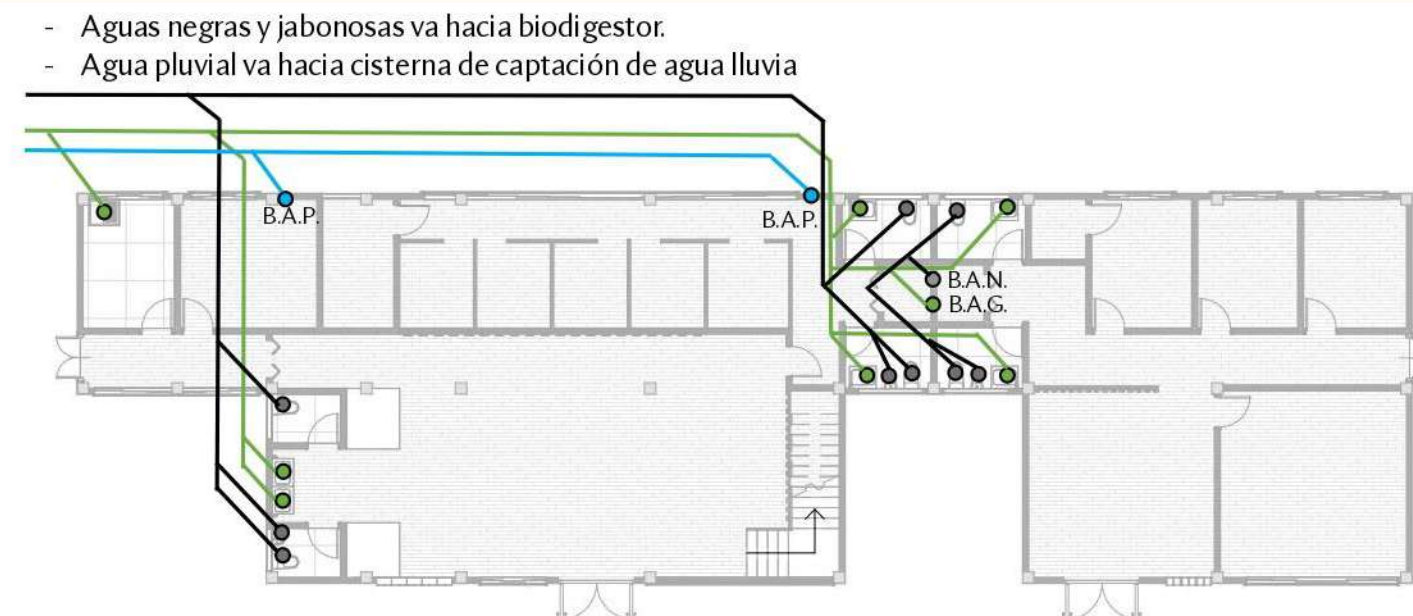 - Aguas negras y jabonosas va hacia biodigestor.
- Agua pluvial va hacia cisterna de captación de agua lluvia
B.A.P.
B.A.P.
B.A.N.
B.A.G.